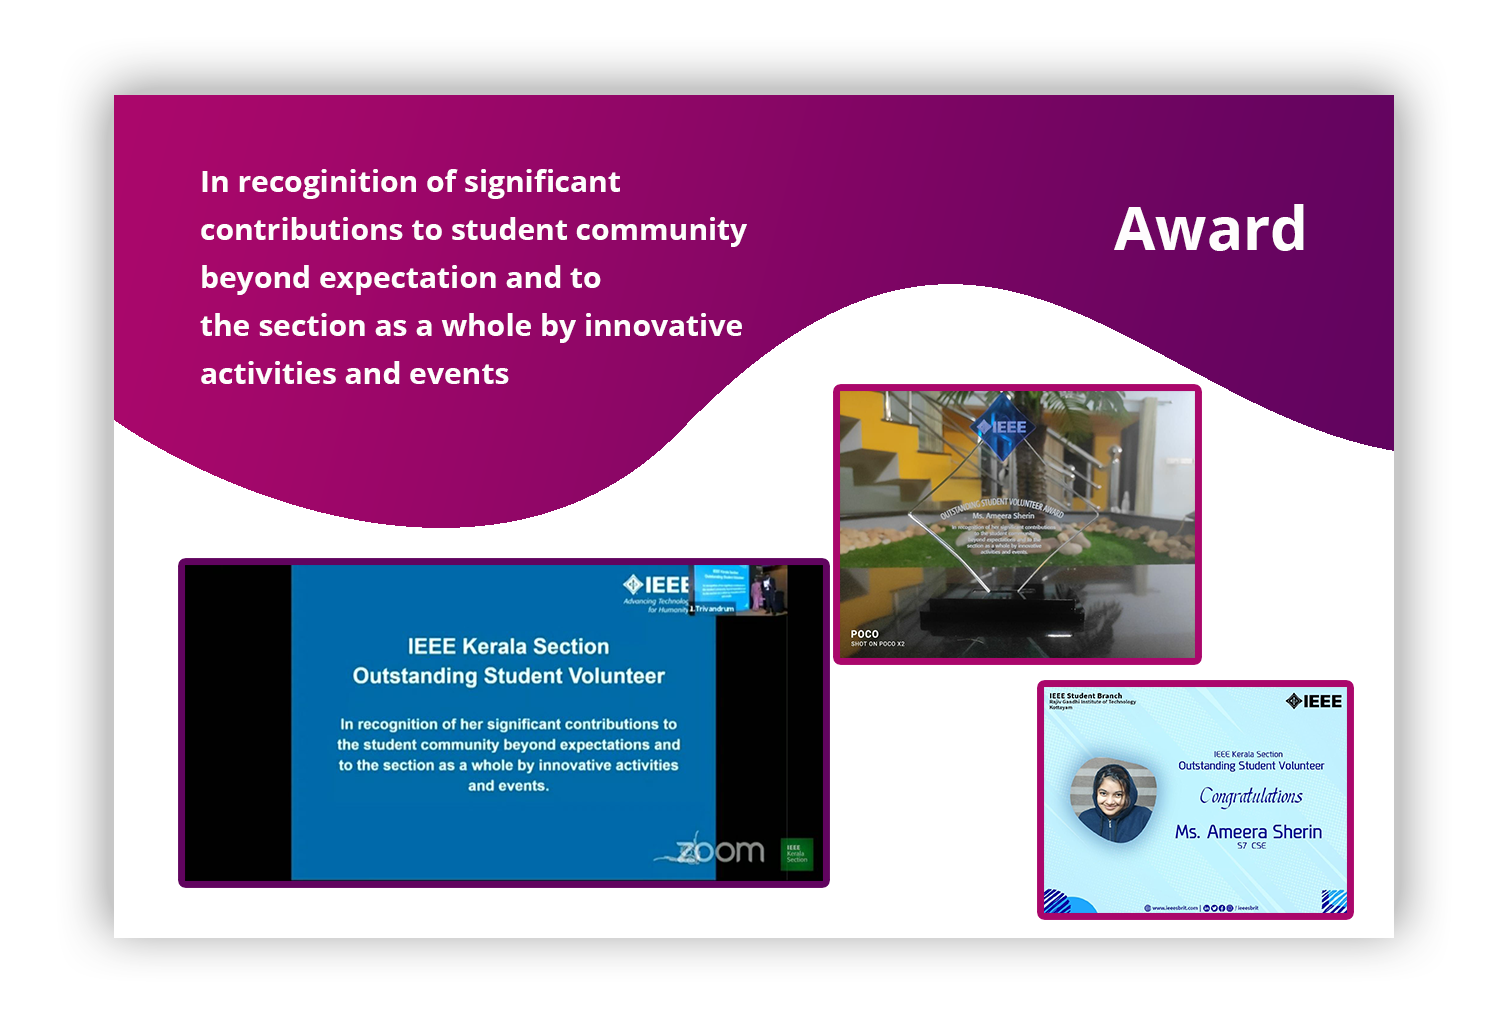 In recoginition of significant
contributions to student community
beyond expectation and to
the section as a whole by innovative
activities and events
Award
IEEE
OUTSTANDING STUDENT VOLUNTEER AWARD
Ms. Ameera Sherin
In recognition of her significant contributions
to the student community
beyond expectations and to the
section as a whole by innovative
activities and events.
POCO
SHOT ON POCO X2
IEEE
Advancing Technolo
for Humanity
Trivandrum
IEEE Kerala Section
Outstanding Student Volunteer
In recognition of her significant contributions to
the student community beyond expectations and
to the section as a whole by innovative activities
and events.
zoom
IEEE
Kerala
Section
IEEE Student Branch
Rajiv Gandhi Institute of Technology
Kottayam
IEEE
IEEE Kerala Section
Outstanding Student Volunteer
Congratulations
Ms. Ameera Sherin
S7 CSE
www.ieeesbrit.com | / ieeesbrit